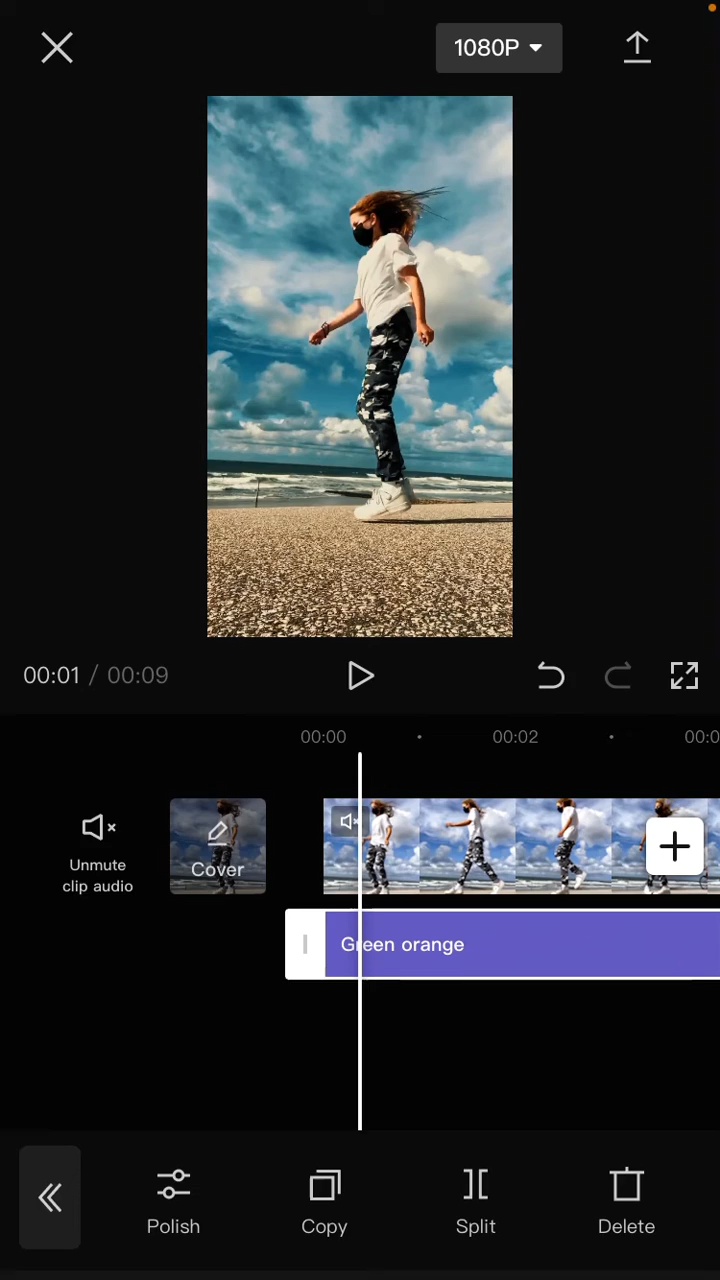 1080P
00:01 / 00:09
00:00
00:02
00:0
Unmute
clip audio
Cover
Green orange
Polish
Copy
Split
Delete